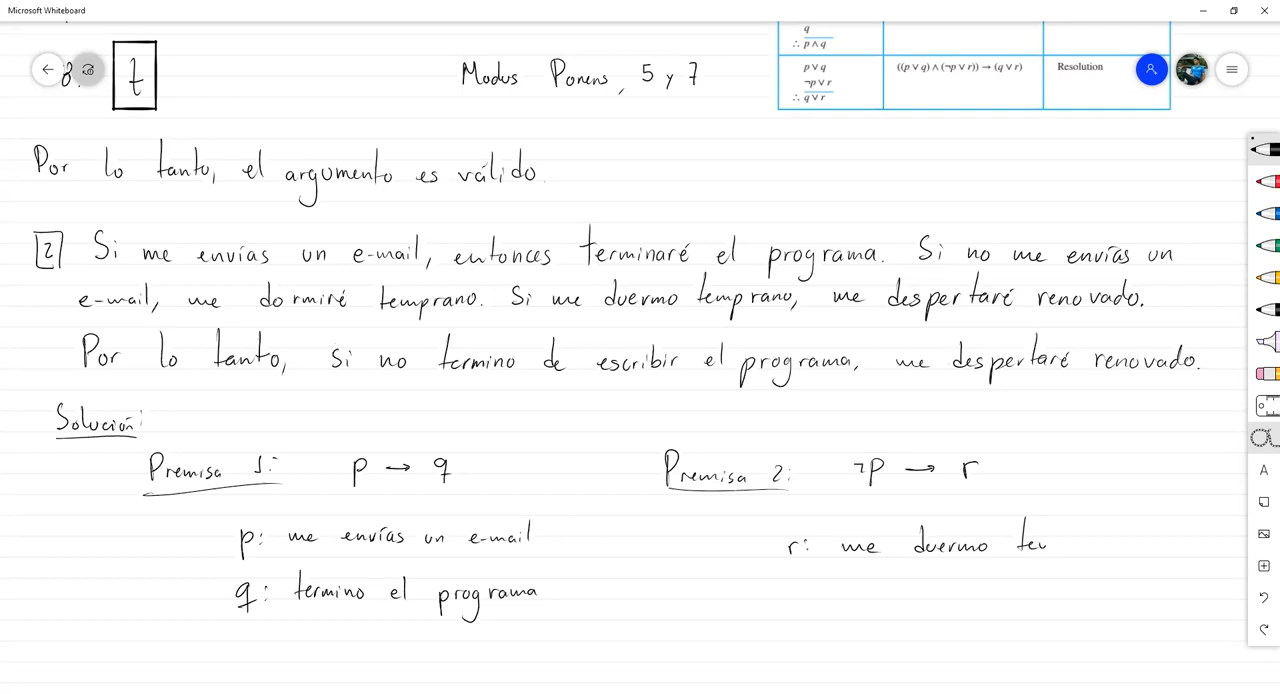 Microsoft Whiteboard
q
∴ p ∧ q
8. t Modus Ponens, 5 y 7
p ∨ q ((p ∨ q) ∧ (¬p ∨ r)) → (q ∨ r) Resolution
¬p ∨ r
∴ q ∨ r
Por lo tanto, el argumento es válido.
2 Si me envías un e-mail, entonces terminaré el programa. Si no me envías un
e-mail, me dormiré temprano. Si me duermo temprano, me despertaré renovado.
Por lo tanto, si no termino de escribir el programa, me despertaré renovado.
Solución:
Premisa 1: p → q Premisa 2: ¬p → r
p: me envías un e-mail r: me duermo te
q: termino el programa
A